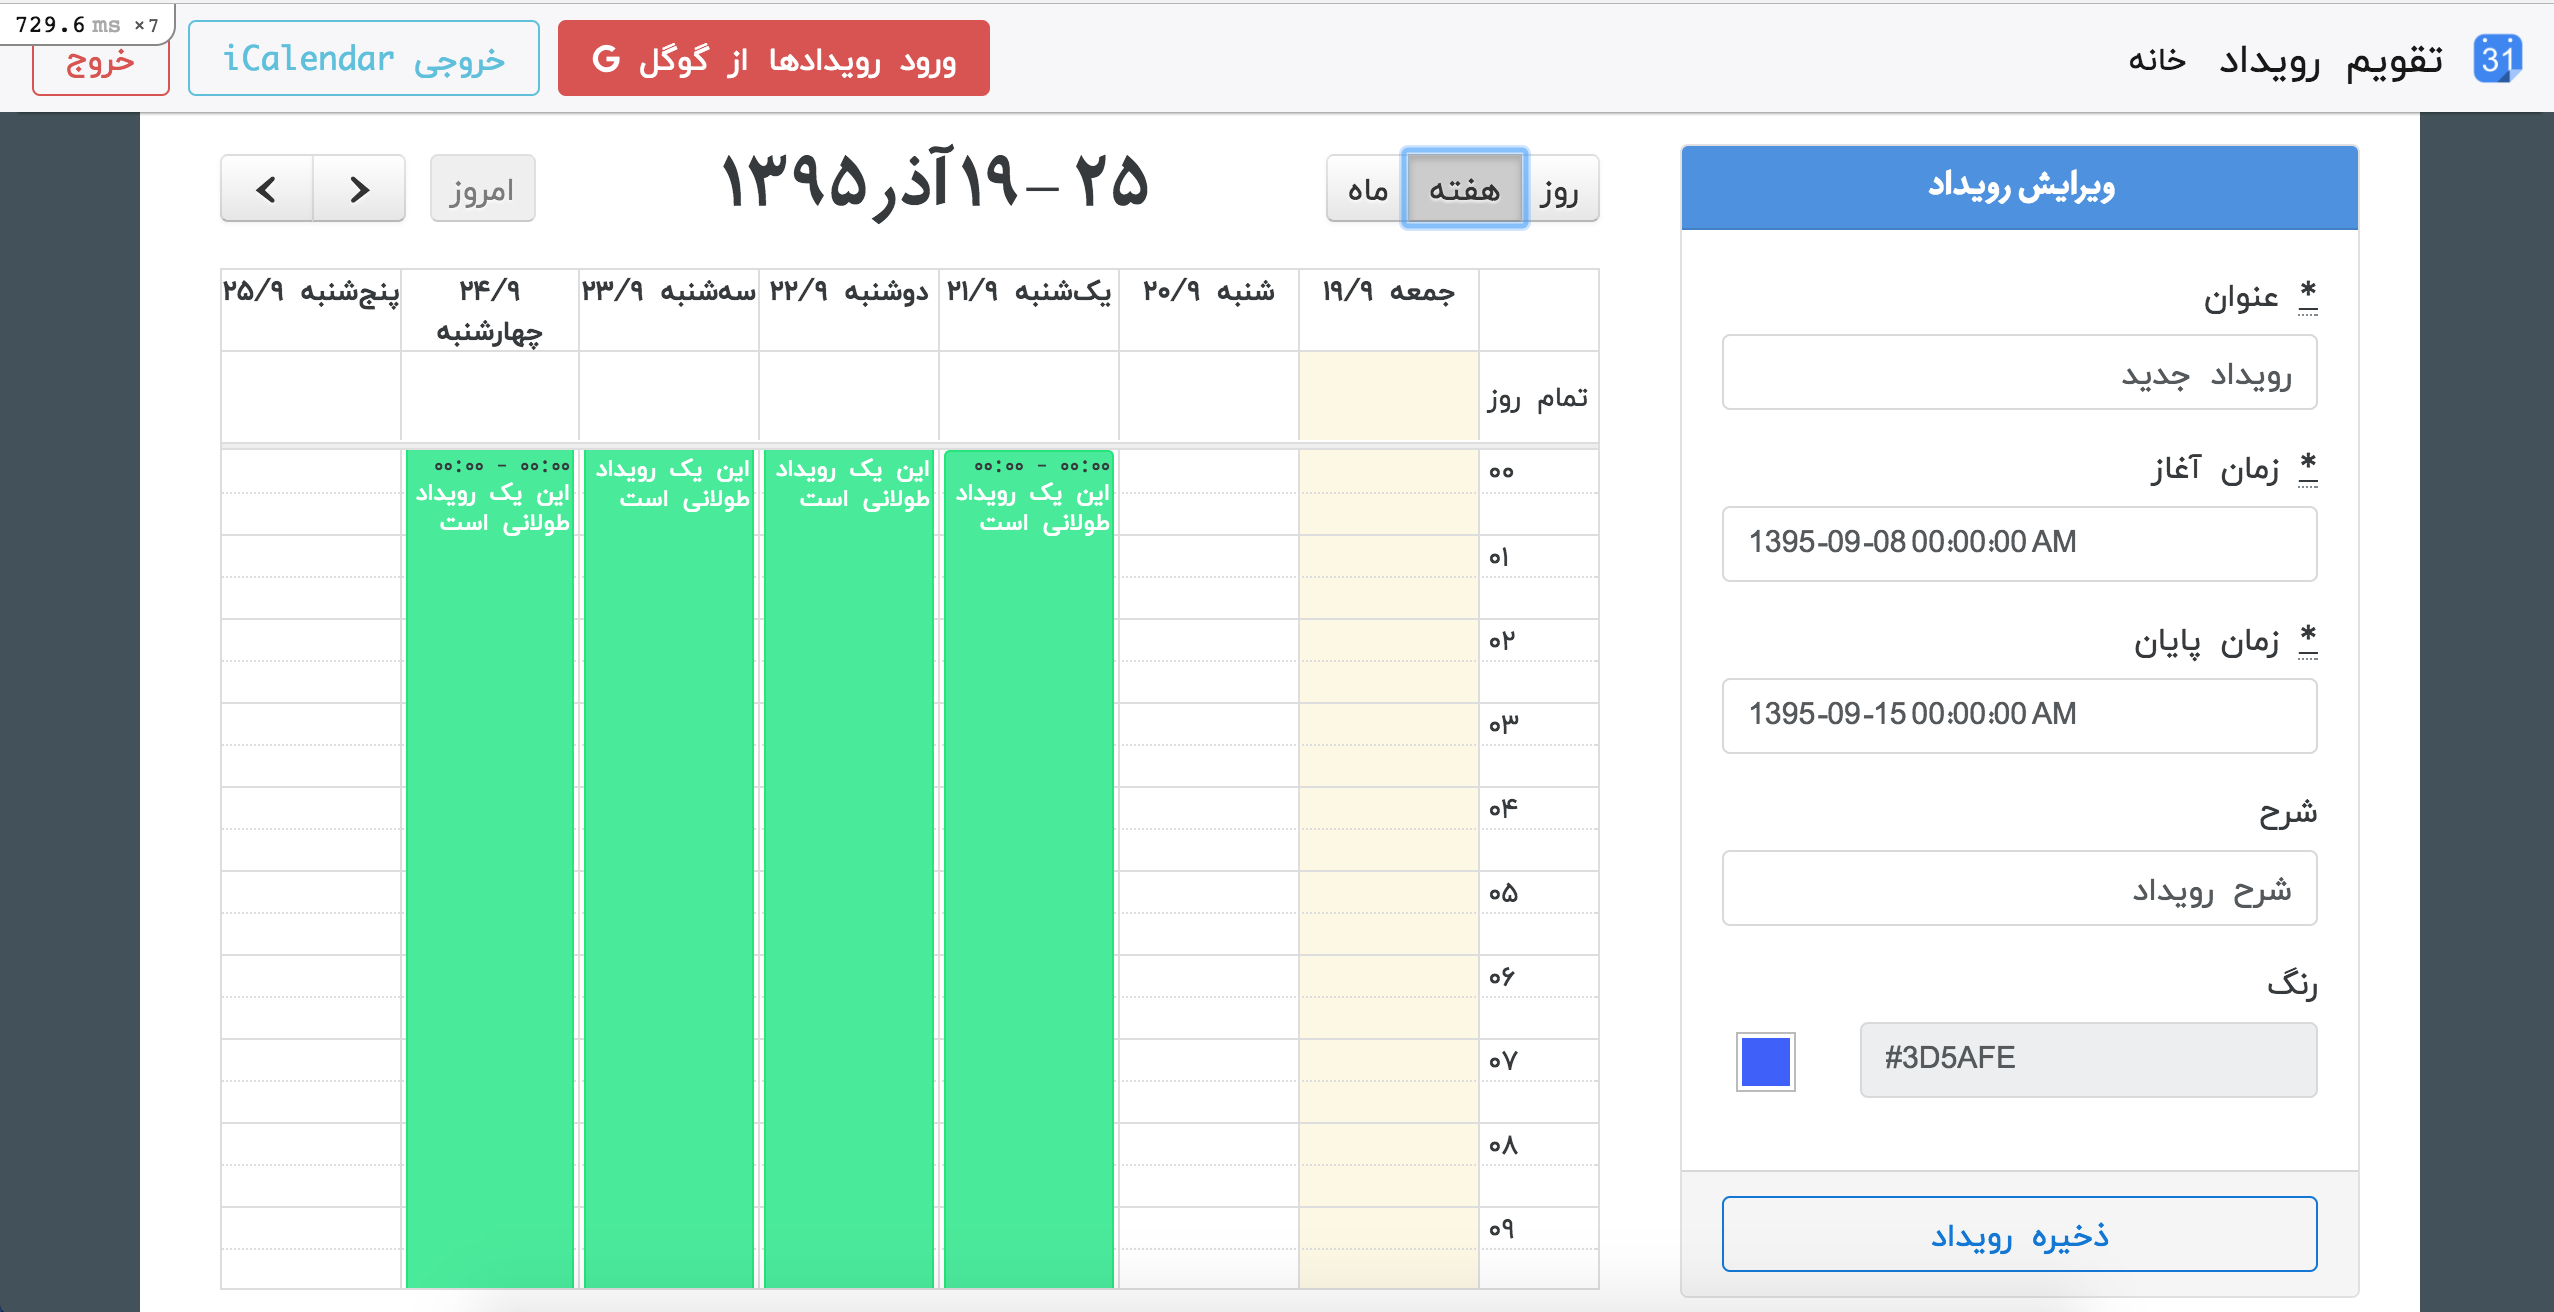 729.6 ms ×7
تقویم رویداد
خانه
ورود رویدادها از گوگل G
خروجی iCalendar
خروج
31
ویرایش رویداد
* عنوان
رویداد جدید
* زمان آغاز
1395-09-08 00:00:00 AM
* زمان پایان
1395-09-15 00:00:00 AM
شرح
شرح رویداد
رنگ
#3D5AFE
ذخیره رویداد
روز
هفته
ماه
۲۵ – ۱۹ آذر ۱۳۹۵
امروز
جمعه ۱۹/۹
شنبه ۲۰/۹
یک‌شنبه ۲۱/۹
دوشنبه ۲۲/۹
سه‌شنبه ۲۳/۹
۲۴/۹
چهارشنبه
پنج‌شنبه ۲۵/۹
تمام روز
۰۰
۰۱
۰۲
۰۳
۰۴
۰۵
۰۶
۰۷
۰۸
۰۹
۰۰:۰۰ - ۰۰:۰۰
این یک رویداد
طولانی است
این یک رویداد
طولانی است
این یک رویداد
طولانی است
۰۰:۰۰ - ۰۰:۰۰
این یک رویداد
طولانی است